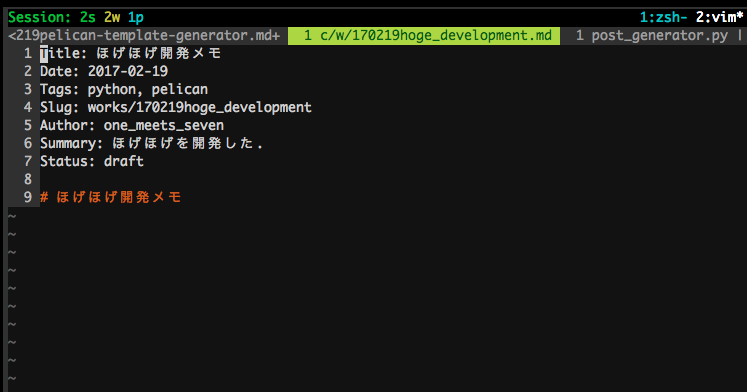 Session: 2s 2w 1p 1:zsh- 2:vim*
<219pelican-template-generator.md+ 1 c/w/170219hoge_development.md 1 post_generator.py |
1 Title: ほげほげ開発メモ
2 Date: 2017-02-19
3 Tags: python, pelican
4 Slug: works/170219hoge_development
5 Author: one_meets_seven
6 Summary: ほげほげを開発した.
7 Status: draft
8
9 # ほげほげ開発メモ
~
~
~
~
~
~
~
~
~
~